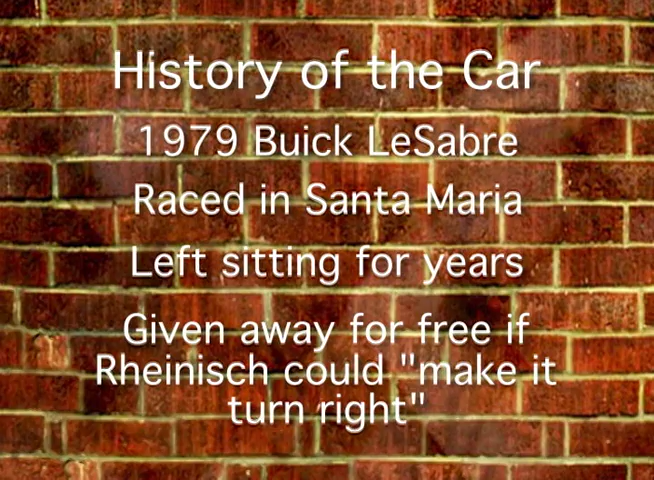 History of the Car
1979 Buick LeSabre
Raced in Santa Maria
Left sitting for years
Given away for free if
Rheinisch could "make it
turn right"